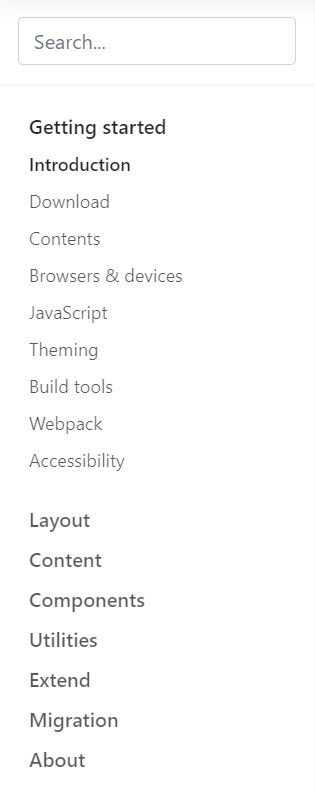 Search...
Getting started
Introduction
Download
Contents
Browsers & devices
JavaScript
Theming
Build tools
Webpack
Accessibility
Layout
Content
Components
Utilities
Extend
Migration
About